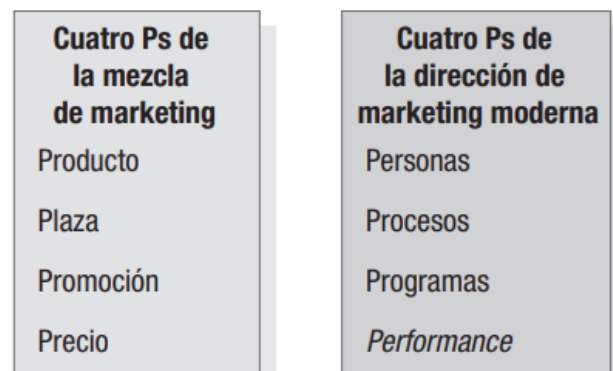 Cuatro Ps de
la mezcla
de marketing
Producto
Plaza
Promoción
Precio
Cuatro Ps de
la dirección de
marketing moderna
Personas
Procesos
Programas
Performance